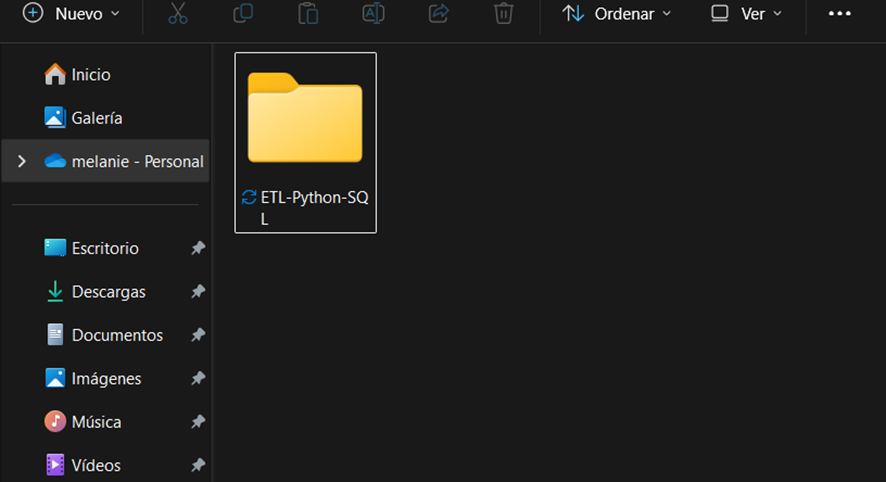 Nuevo
Ordenar
Ver
Inicio
Galería
melanie - Personal
Escritorio
Descargas
Documentos
Imágenes
Música
Vídeos
ETL-Python-SQ
L